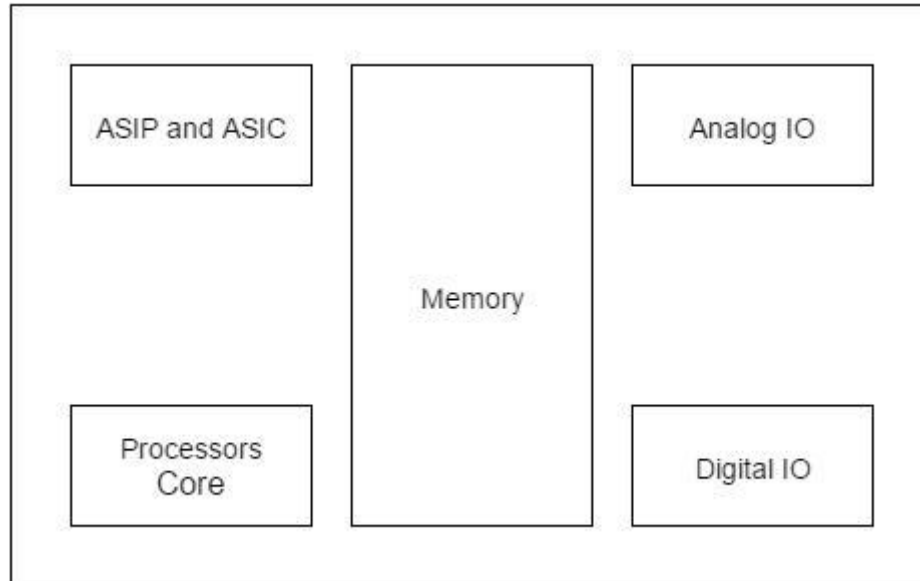 ASIP and ASIC
Memory
Analog IO
Processors
Core
Digital IO